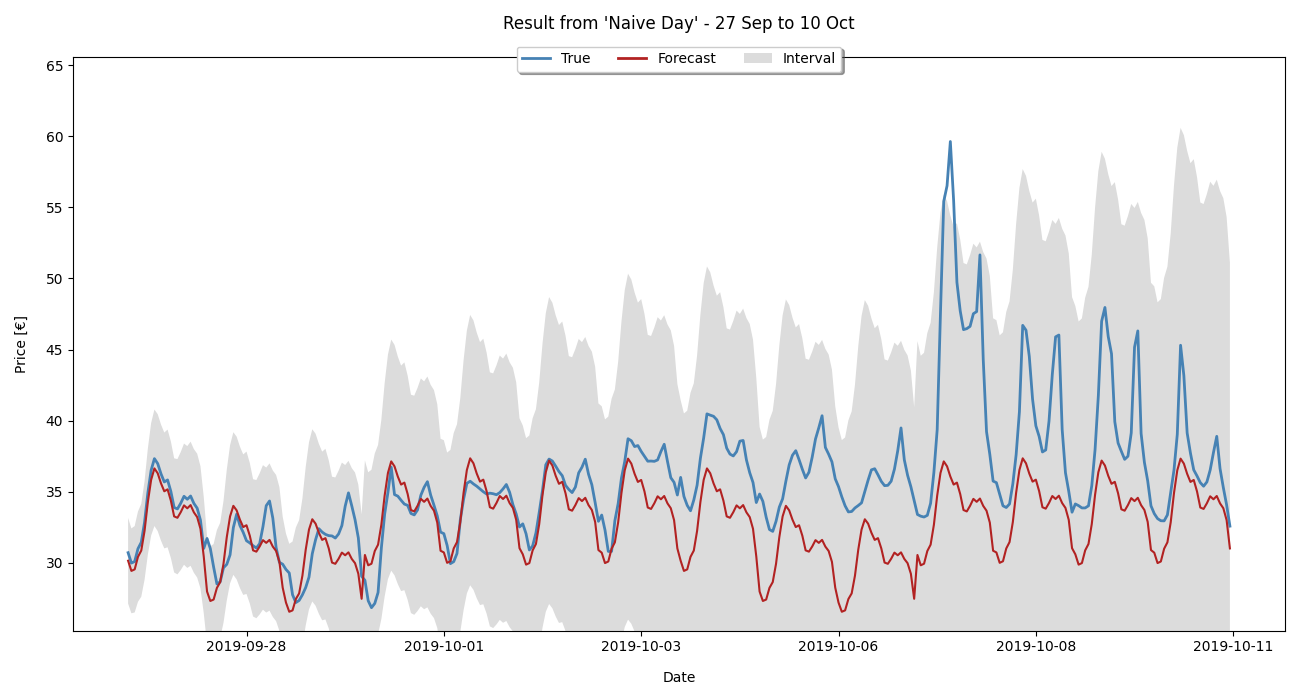 Result from 'Naive Day' - 27 Sep to 10 Oct
True Forecast Interval
65
60
55
50
45
40
35
30
Price [€]
2019-09-28 2019-10-01 2019-10-03 2019-10-06 2019-10-08 2019-10-11
Date